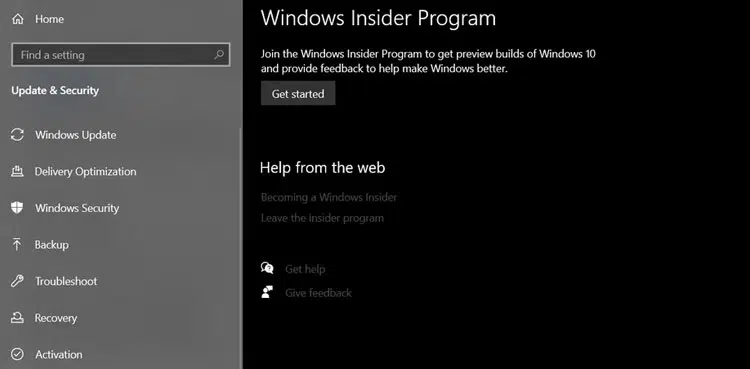 Home
Find a setting
Update & Security
Windows Update
Delivery Optimization
Windows Security
Backup
Troubleshoot
Recovery
Activation
Windows Insider Program
Join the Windows Insider Program to get preview builds of Windows 10
and provide feedback to help make Windows better.
Get started
Help from the web
Becoming a Windows Insider
Leave the insider program
Get help
Give feedback